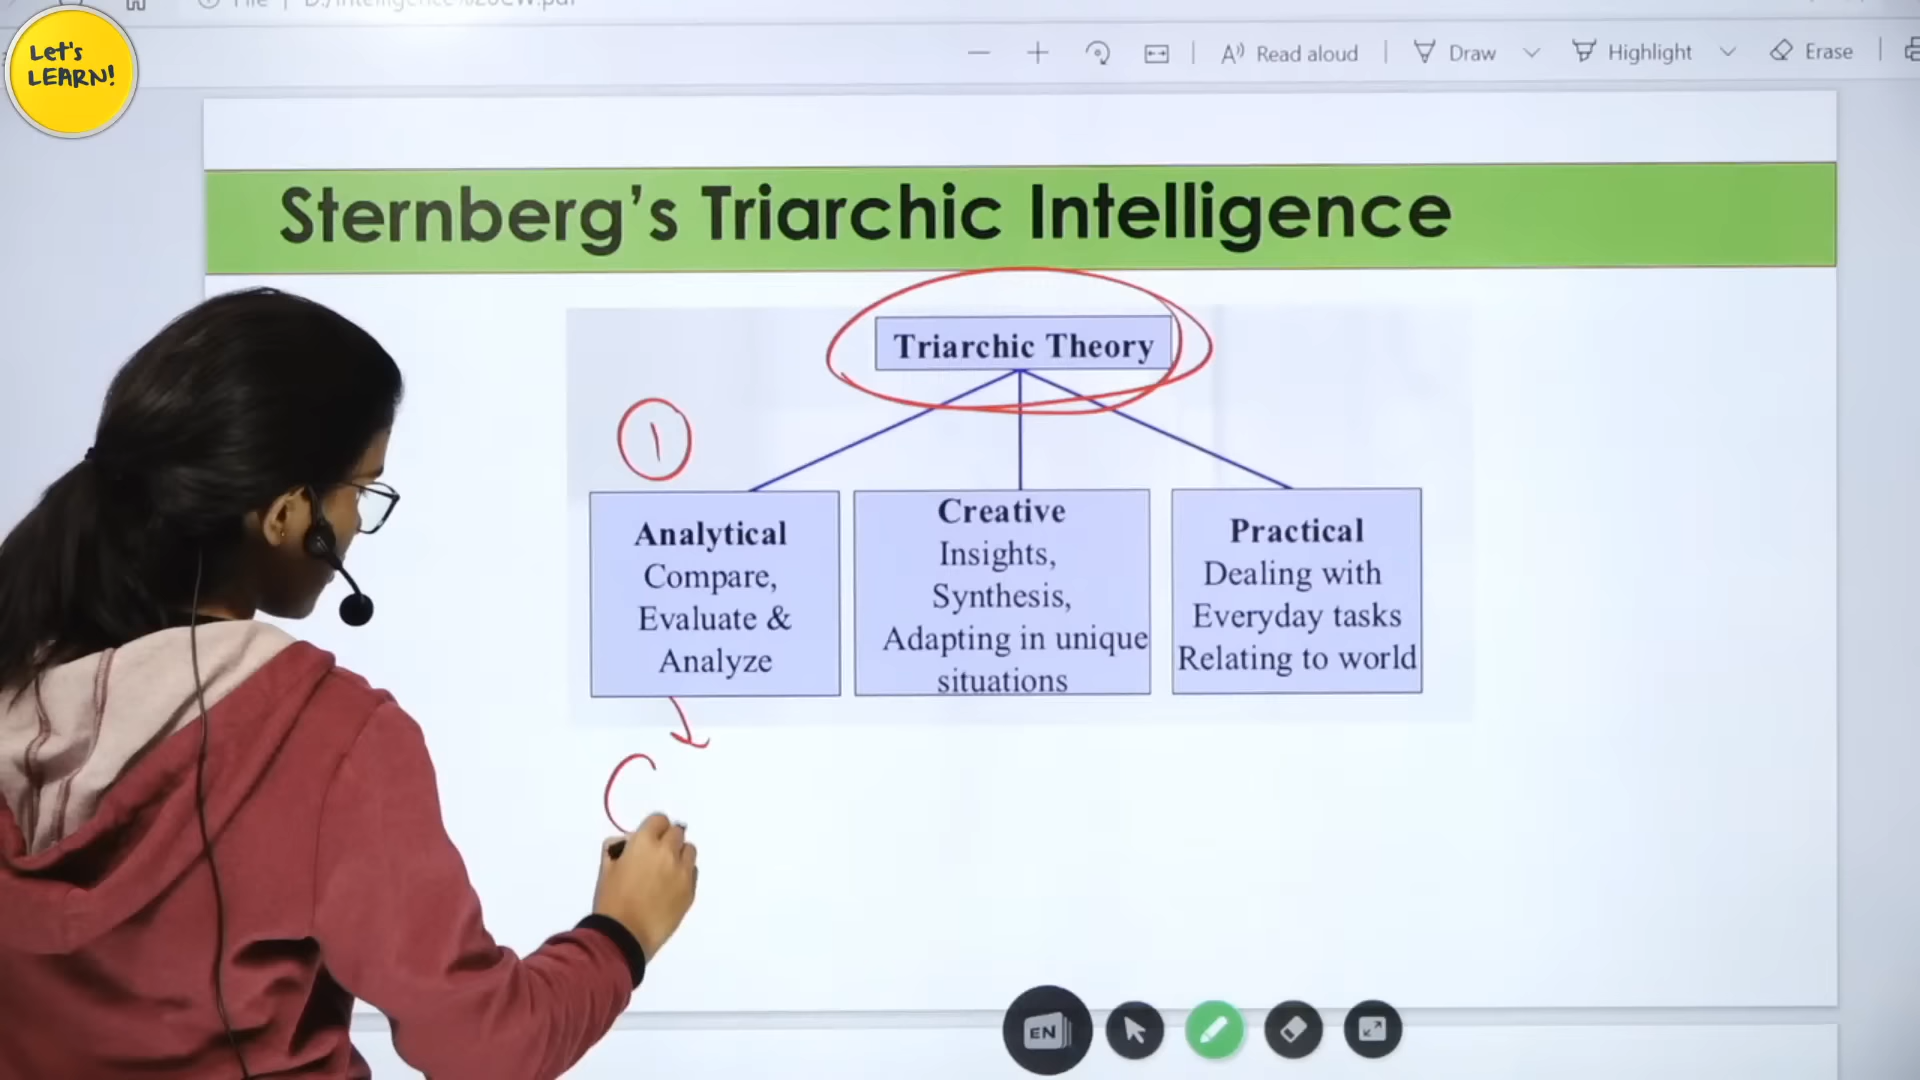 Let's
LEARN!
Read aloud
Draw
Highlight
Erase
Sternberg's Triarchic Intelligence
Triarchic Theory
1
Analytical
Compare,
Evaluate &
Analyze
Creative
Insights,
Synthesis,
Adapting in unique
situations
Practical
Dealing with
Everyday tasks
Relating to world
C
EN